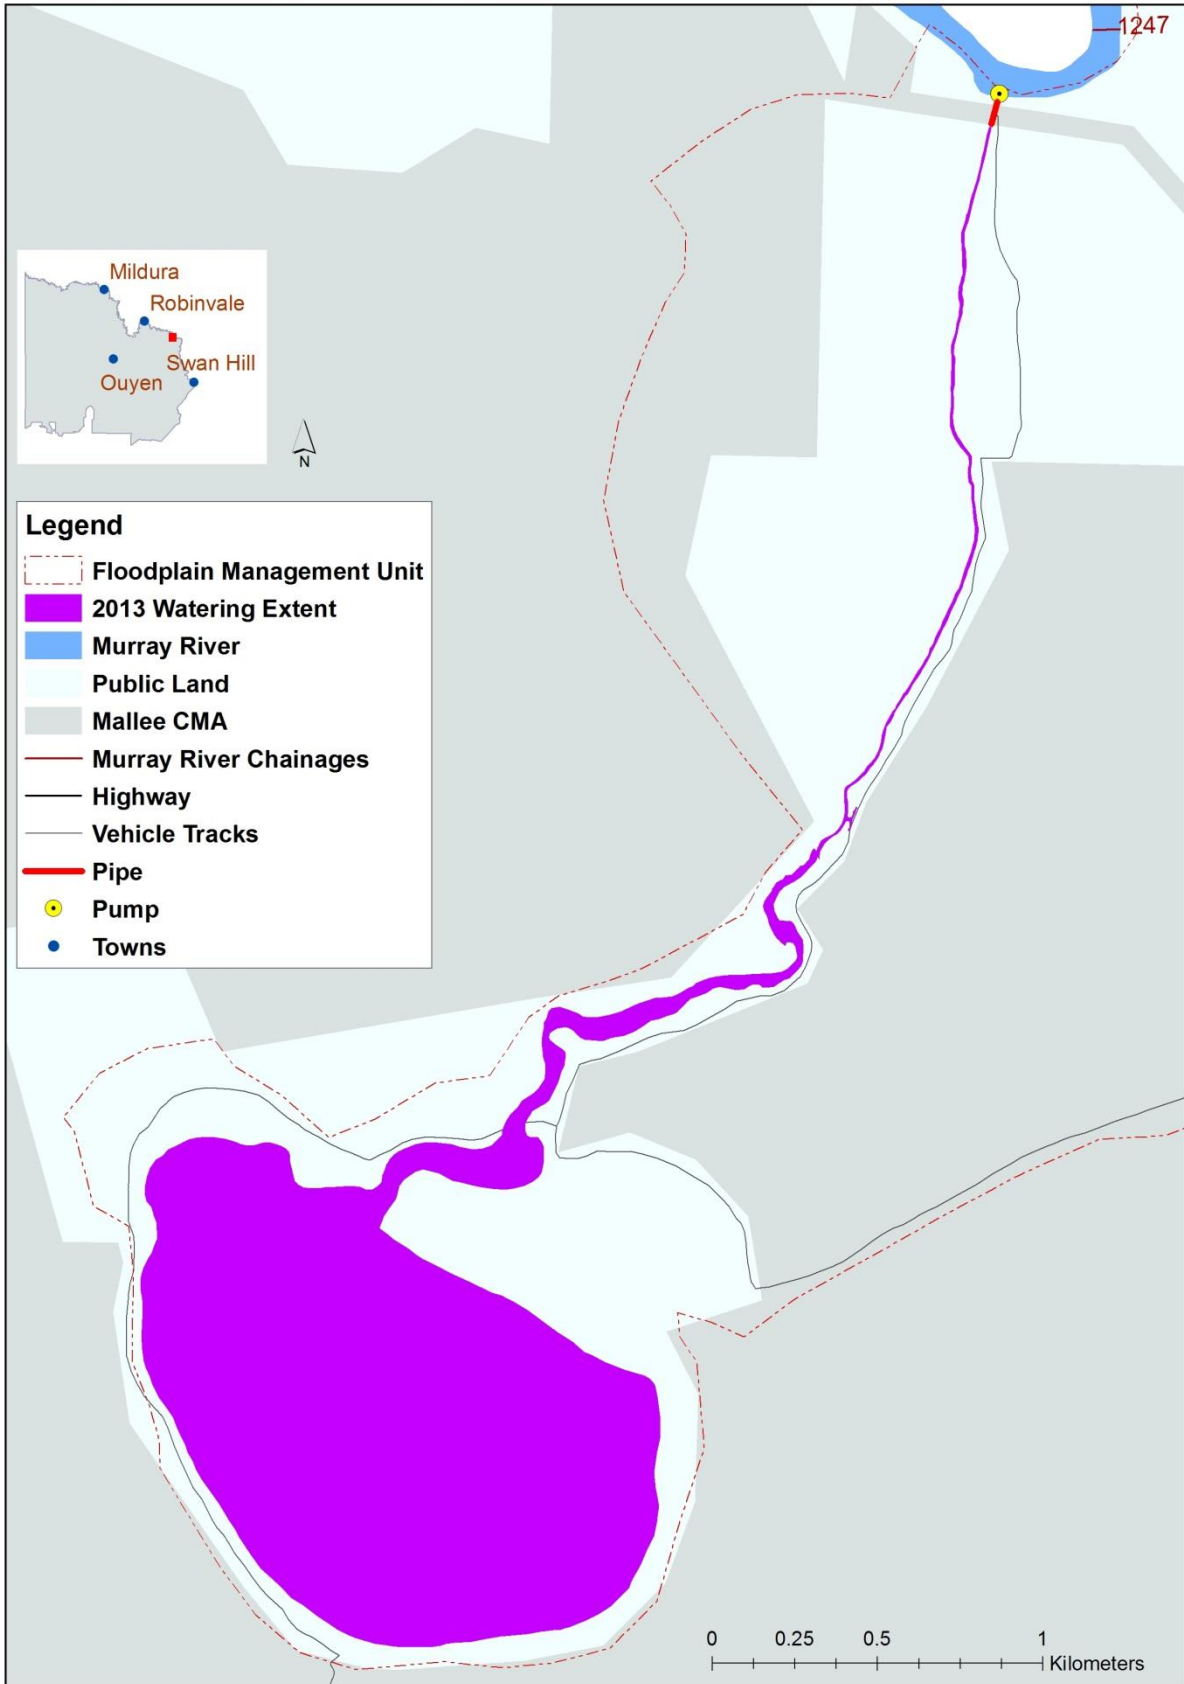 1247
Mildura
Robinvale
Swan Hill
Ouyen
N
Legend
Floodplain Management Unit
2013 Watering Extent
Murray River
Public Land
Mallee CMA
Murray River Chainages
Highway
Vehicle Tracks
Pipe
Pump
Towns
0 0.25 0.5 1
Kilometers